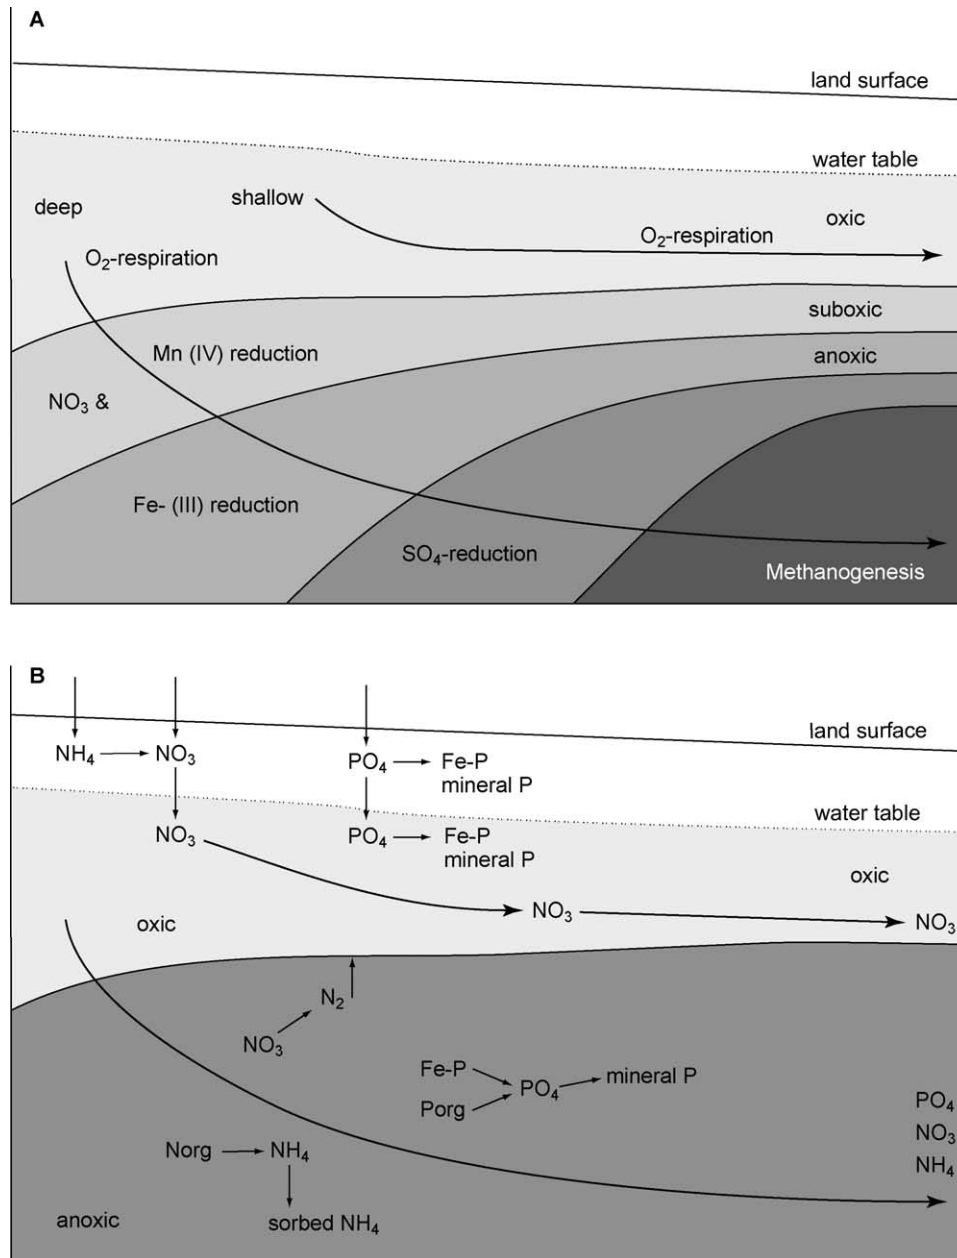 A
land surface
water table
shallow
deep
oxic
O₂-respiration
O₂-respiration
suboxic
Mn (IV) reduction
anoxic
NO₃ &
Fe- (III) reduction
SO₄-reduction
Methanogenesis
B
land surface
NH₄
NO₃
PO₄
Fe-P
mineral P
water table
NO₃
PO₄
Fe-P
mineral P
oxic
NO₃
NO₃
oxic
N₂
NO₃
Fe-P
mineral P
PO₄
Porg
PO₄
NO₃
NH₄
Norg
NH₄
anoxic
sorbed NH₄